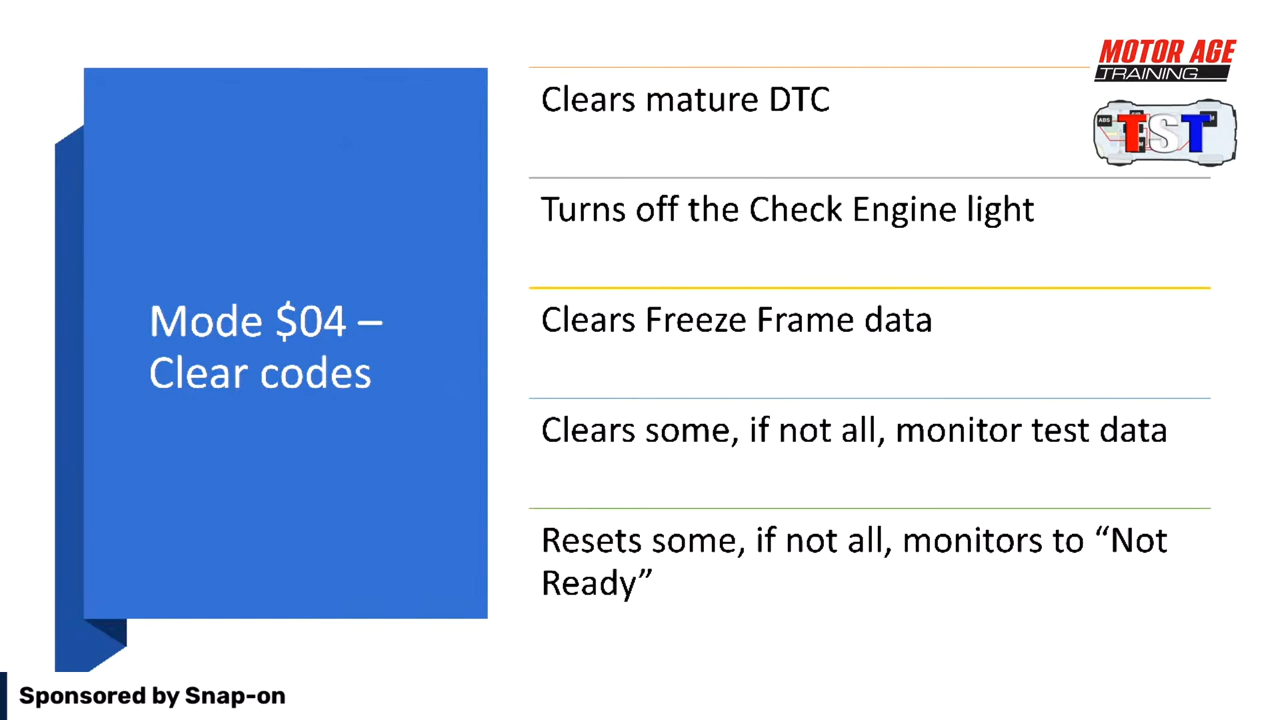 MOTOR AGE
TRAINING
ABS
TST
Mode $04 –
Clear codes
Clears mature DTC
Turns off the Check Engine light
Clears Freeze Frame data
Clears some, if not all, monitor test data
Resets some, if not all, monitors to “Not
Ready”
Sponsored by Snap-on